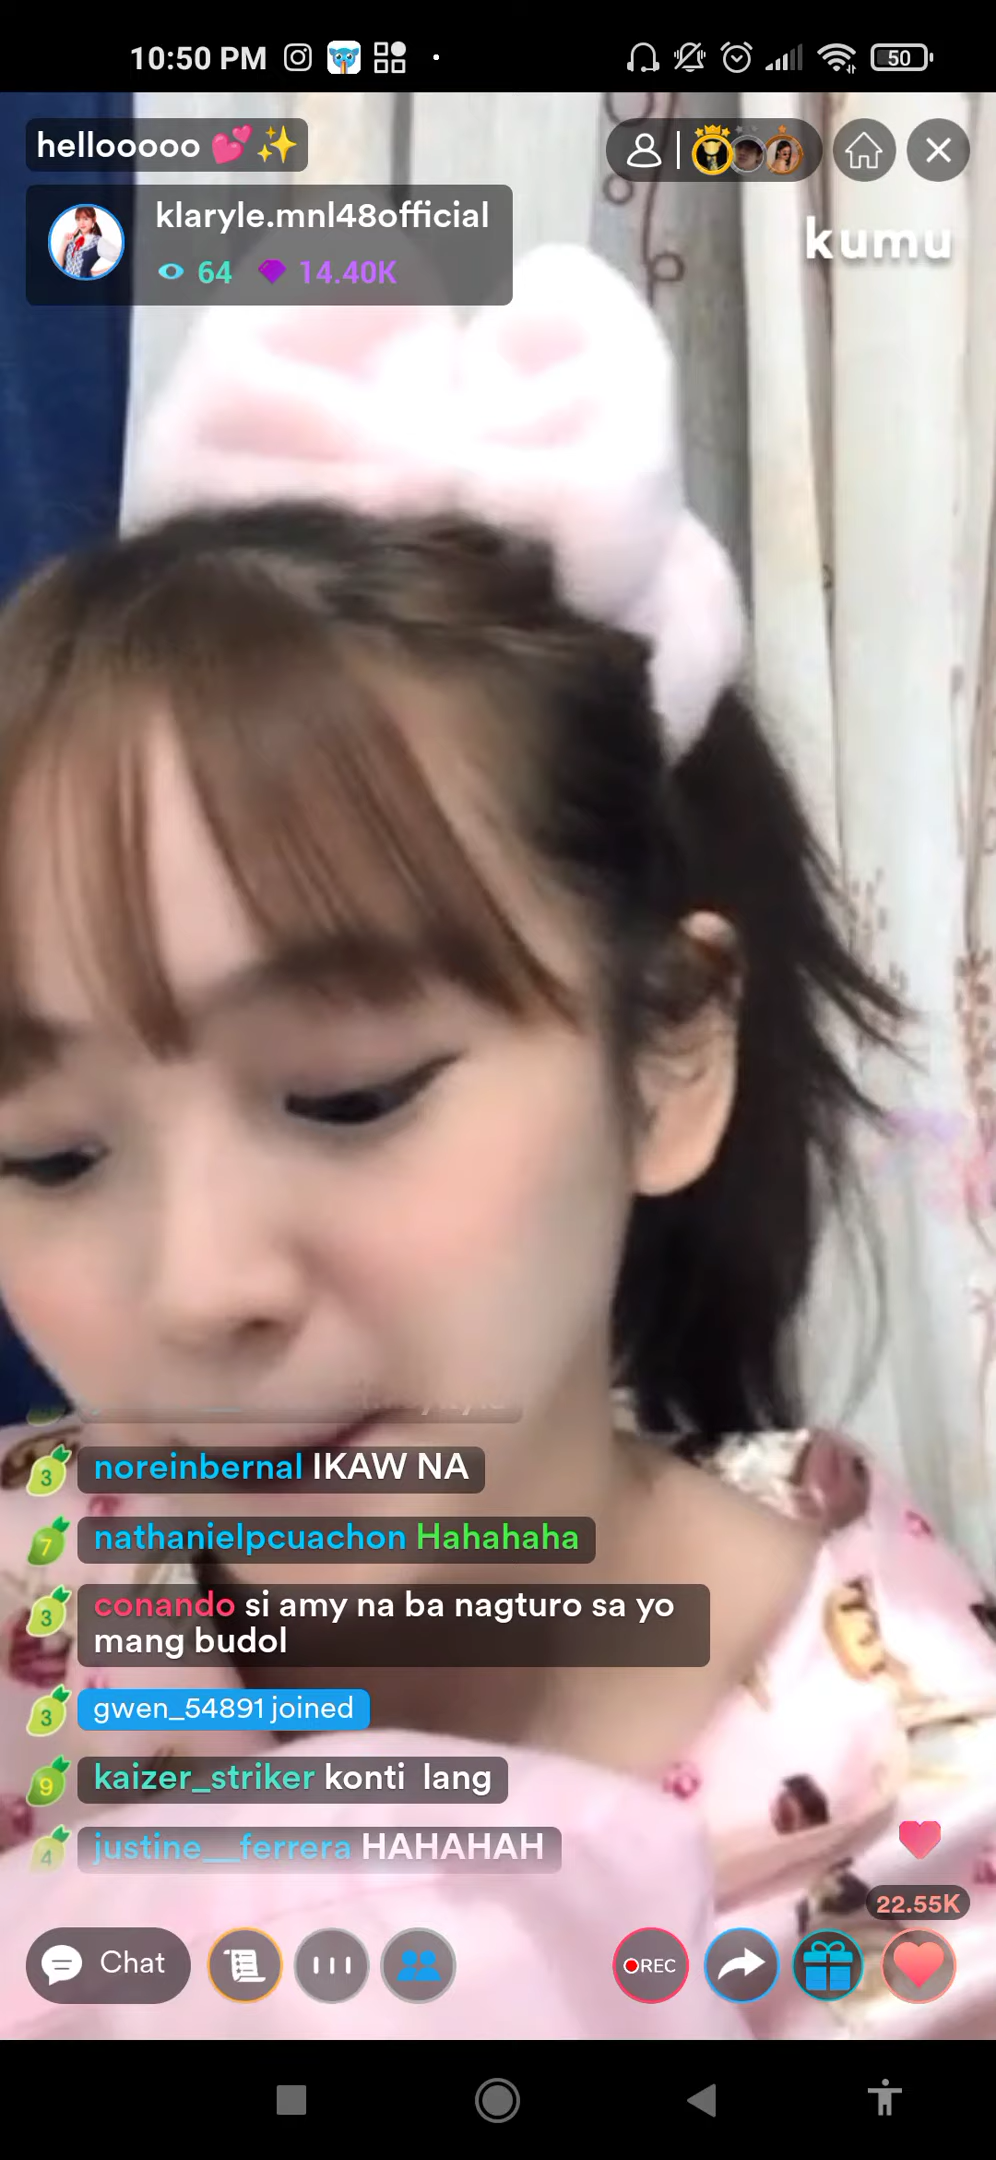 10:50 PM
50
hellooooo 💕✨
klaryle.mnl48official
64 14.40K
kumu
3 noreinbernal IKAW NA
7 nathanielpcuachon Hahahaha
3 conando si amy na ba nagturo sa yo
mang budol
3 gwen_54891 joined
9 kaizer_striker konti lang
4 justine__ferrera HAHAHAH
22.55K
Chat
REC